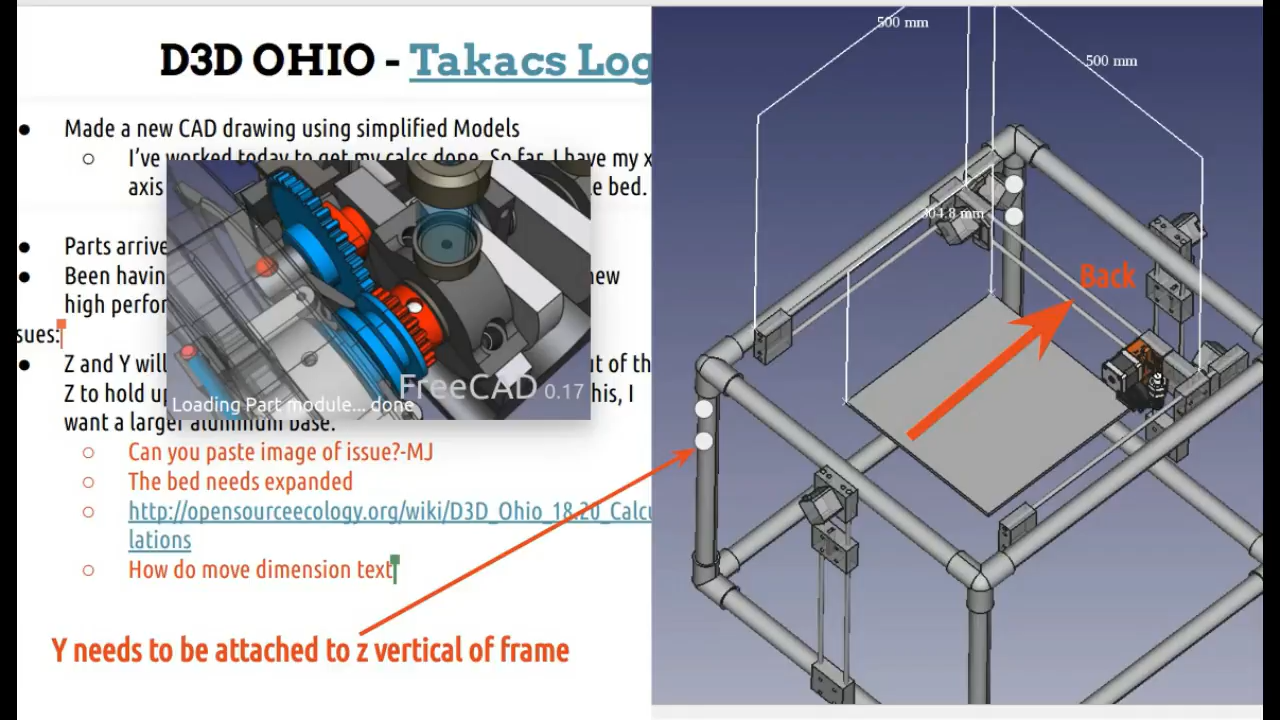 D3D OHIO - Takacs Log
Made a new CAD drawing using simplified Models
I've worked today to get my calcs done. So far, I have my x
axis
e bed.
Parts arrive
Been having
new
high perfor
sues:
Z and Y will
ut of the
Z to hold up
his, I
want a larger aluminum base.
Can you paste image of issue?-MJ
The bed needs expanded
http://opensourceecology.org/wiki/D3D_Ohio_18.20_Calcu
lations
How do move dimension text
Y needs to be attached to z vertical of frame
FreeCAD 0.17
Loading Part module... done
500 mm
500 mm
304.8 mm
Back